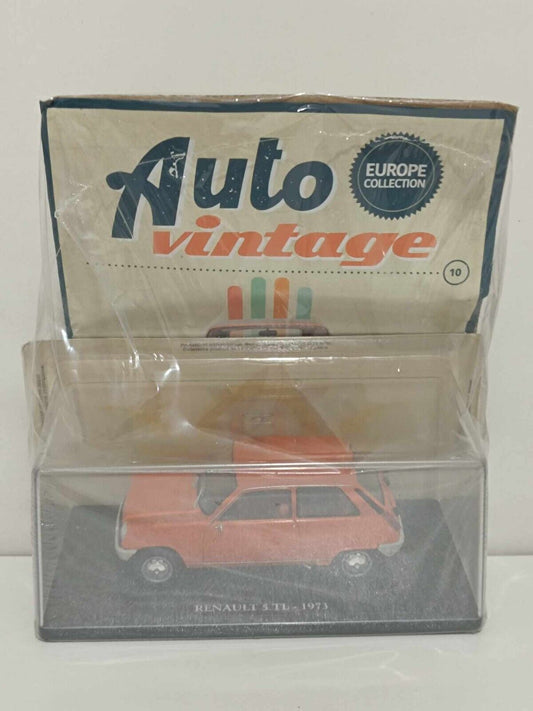 Auto
vintage
EUROPE
COLLECTION
10
RENAULT 5 TL - 1973